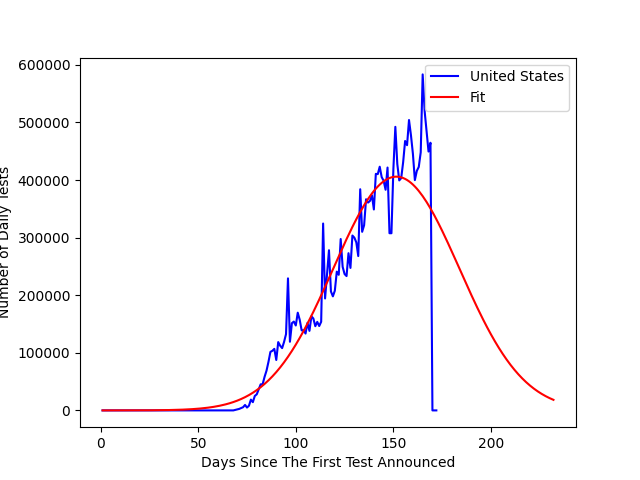 600000
500000
400000
300000
200000
100000
0
Number of Daily Tests
United States
Fit
0 50 100 150 200
Days Since The First Test Announced